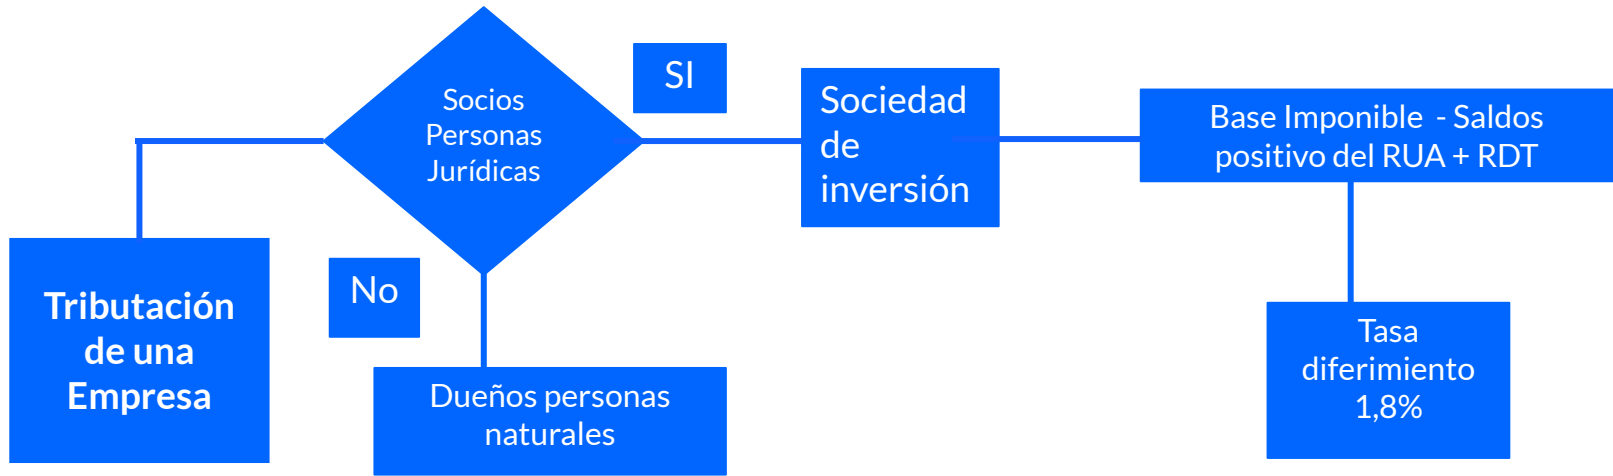 Socios
Personas
Jurídicas
SI
Sociedad
de
inversión
Base Imponible - Saldos
positivo del RUA + RDT
Tributación
de una
Empresa
No
Dueños personas
naturales
Tasa
diferimiento
1,8%